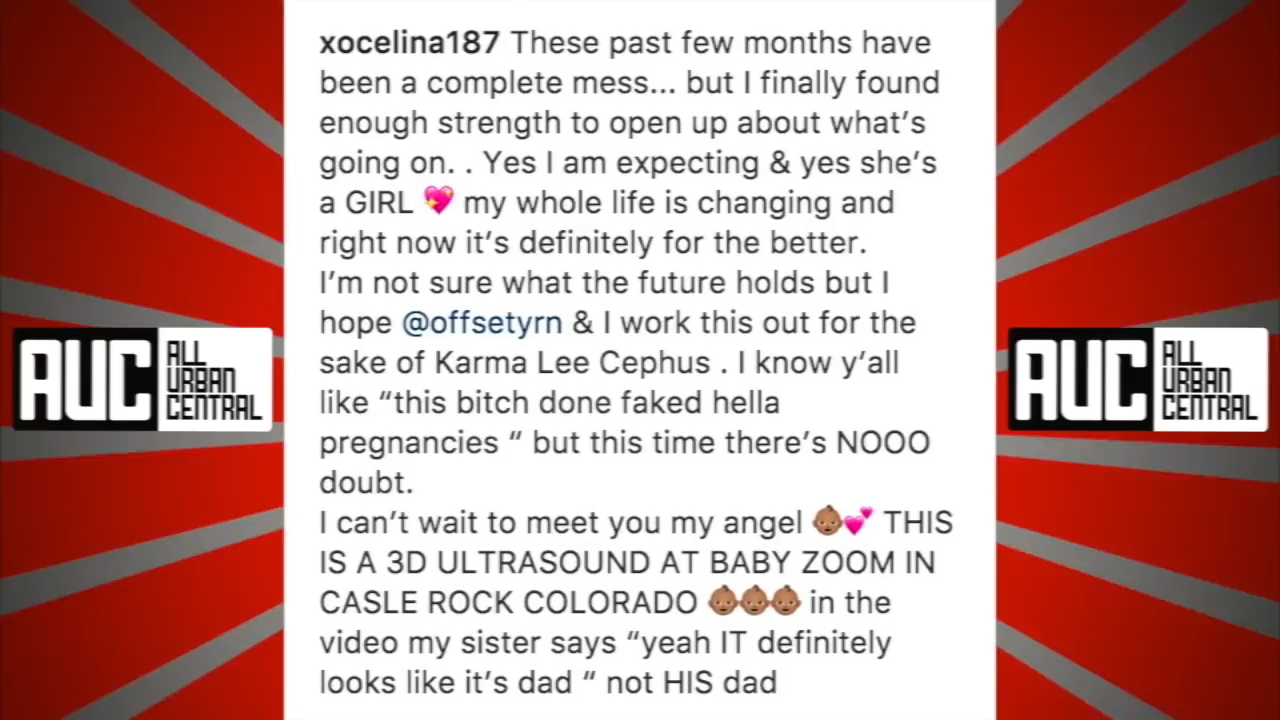 xocelina187 These past few months have
been a complete mess... but I finally found
enough strength to open up about what's
going on. . Yes I am expecting & yes she's
a GIRL 💖 my whole life is changing and
right now it's definitely for the better.
I'm not sure what the future holds but I
hope @offsetyrn & I work this out for the
sake of Karma Lee Cephus . I know y'all
like “this bitch done faked hella
pregnancies “ but this time there's NOOO
doubt.
I can't wait to meet you my angel 👶🏽💕 THIS
IS A 3D ULTRASOUND AT BABY ZOOM IN
CASLE ROCK COLORADO 👶🏽👶🏽👶🏽 in the
video my sister says “yeah IT definitely
looks like it's dad “ not HIS dad
AUC ALL
URBAN
CENTRAL
AUC ALL
URBAN
CENTRAL